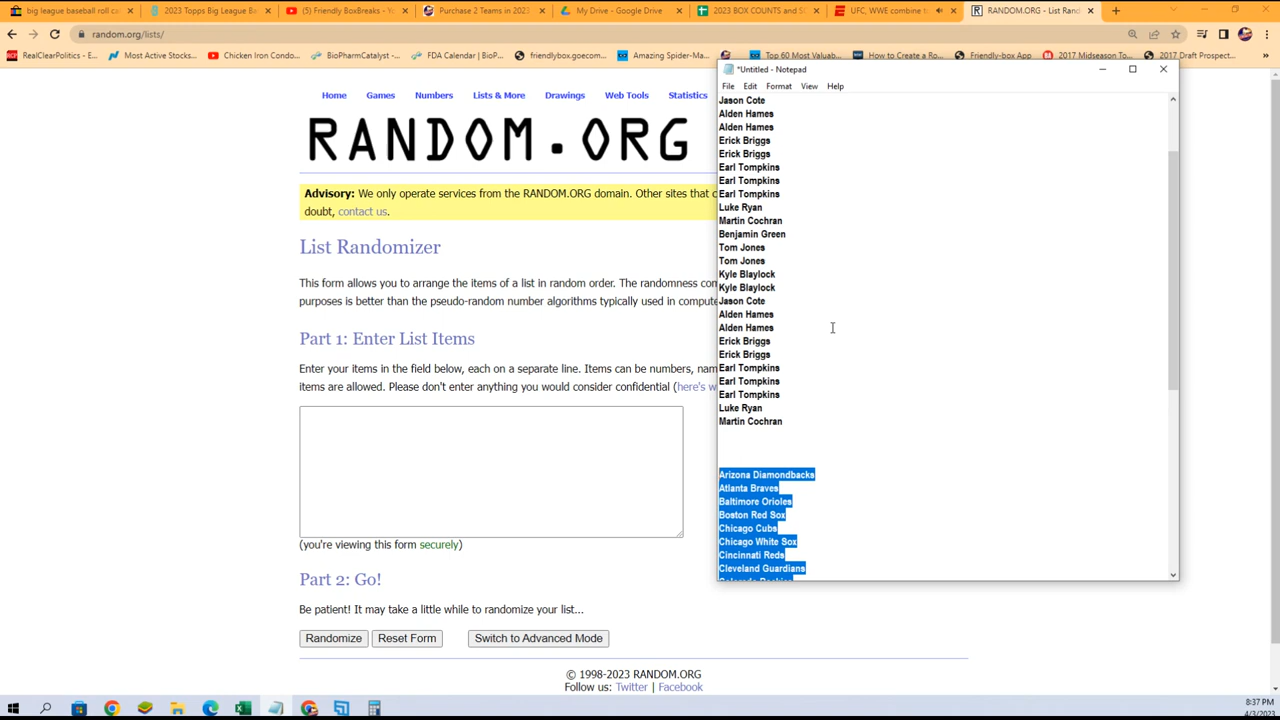 big league baseball roll ca
2023 Topps Big League Ba
(5) Friendly BoxBreaks - Yo
Purchase 2 Teams in 2023
My Drive - Google Drive
2023 BOX COUNTS and SO
UFC, WWE combine to
RANDOM.ORG - List Rand
random.org/lists/
RealClearPolitics - E...
Most Active Stocks...
Chicken Iron Condo...
BioPharmCatalyst -...
FDA Calendar | BioP...
friendlybox.goecom...
Amazing Spider-Ma...
Top 60 Most Valuab...
How to Create a Ro...
Friendly-box App
2017 Midseason To...
2017 Draft Prospect...
*Untitled - Notepad
File Edit Format View Help
Home Games Numbers Lists & More Drawings Web Tools Statistics
RANDOM.ORG
Advisory: We only operate services from the RANDOM.ORG domain. Other sites that c
doubt, contact us.
List Randomizer
This form allows you to arrange the items of a list in random order. The randomness con
purposes is better than the pseudo-random number algorithms typically used in compute
Part 1: Enter List Items
Enter your items in the field below, each on a separate line. Items can be numbers, nam
items are allowed. Please don't enter anything you would consider confidential (here's w
(you're viewing this form securely)
Part 2: Go!
Be patient! It may take a little while to randomize your list...
Randomize Reset Form Switch to Advanced Mode
© 1998-2023 RANDOM.ORG
Follow us: Twitter | Facebook
Jason Cote
Alden Hames
Alden Hames
Erick Briggs
Erick Briggs
Earl Tompkins
Earl Tompkins
Earl Tompkins
Luke Ryan
Martin Cochran
Benjamin Green
Tom Jones
Tom Jones
Kyle Blaylock
Kyle Blaylock
Jason Cote
Alden Hames
Alden Hames
Erick Briggs
Erick Briggs
Earl Tompkins
Earl Tompkins
Earl Tompkins
Luke Ryan
Martin Cochran
Arizona Diamondbacks
Atlanta Braves
Baltimore Orioles
Boston Red Sox
Chicago Cubs
Chicago White Sox
Cincinnati Reds
Cleveland Guardians
8:37 PM
4/3/2023